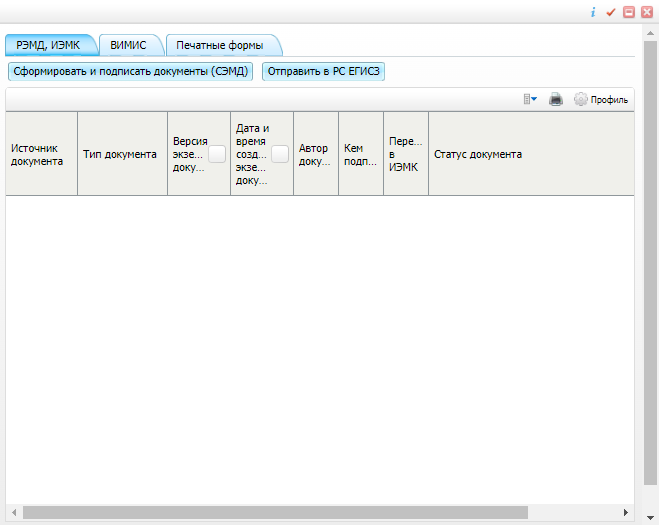 РЭМД, ИЭМК
ВИМИС
Печатные формы
Сформировать и подписать документы (СЭМД)
Отправить в РС ЕГИСЗ
Профиль
Источник
документа
Тип документа
Версия
экзе...
доку...
Дата и
время
созд...
экзе...
доку...
Автор
доку...
Кем
подп...
Пере...
в
ИЭМК
Статус документа